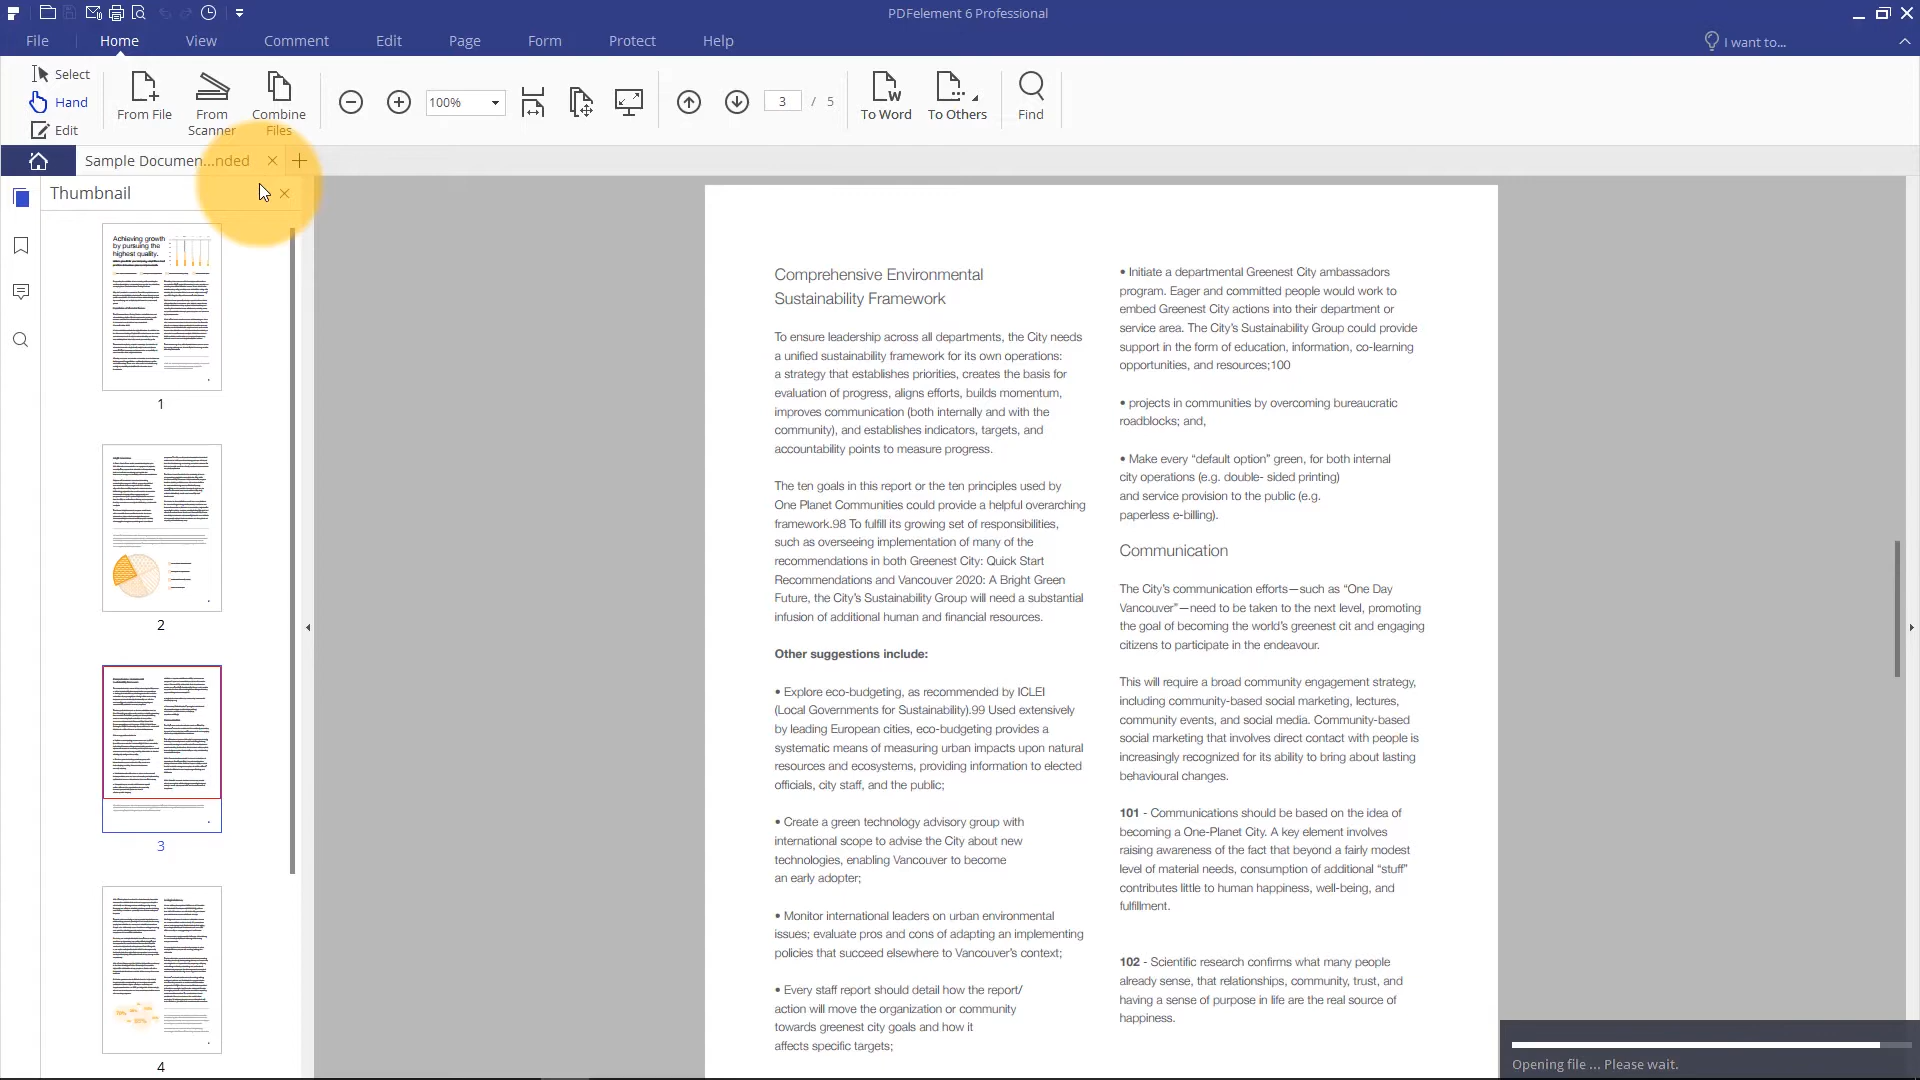 PDFelement 6 Professional
File Home View Comment Edit Page Form Protect Help
I want to...
Select
Hand
Edit
From File
From
Scanner
Combine
Files
100%
3 / 5
To Word
To Others
Find
Sample Documen...nded
Thumbnail
Achieving growth
by pursuing the
highest quality.
1
2
3
4
Comprehensive Environmental
Sustainability Framework
To ensure leadership across all departments, the City needs
a unified sustainability framework for its own operations:
a strategy that establishes priorities, creates the basis for
evaluation of progress, aligns efforts, builds momentum,
improves communication (both internally and with the
community), and establishes indicators, targets, and
accountability points to measure progress.
The ten goals in this report or the ten principles used by
One Planet Communities could provide a helpful overarching
framework.98 To fulfill its growing set of responsibilities,
such as overseeing implementation of many of the
recommendations in both Greenest City: Quick Start
Recommendations and Vancouver 2020: A Bright Green
Future, the City's Sustainability Group will need a substantial
infusion of additional human and financial resources.
Other suggestions include:
• Explore eco-budgeting, as recommended by ICLEI
(Local Governments for Sustainability).99 Used extensively
by leading European cities, eco-budgeting provides a
systematic means of measuring urban impacts upon natural
resources and ecosystems, providing information to elected
officials, city staff, and the public;
• Create a green technology advisory group with
international scope to advise the City about new
technologies, enabling Vancouver to become
an early adopter;
• Monitor international leaders on urban environmental
issues; evaluate pros and cons of adapting an implementing
policies that succeed elsewhere to Vancouver's context;
• Every staff report should detail how the report/
action will move the organization or community
towards greenest city goals and how it
affects specific targets;
• Initiate a departmental Greenest City ambassadors
program. Eager and committed people would work to
embed Greenest City actions into their department or
service area. The City's Sustainability Group could provide
support in the form of education, information, co-learning
opportunities, and resources;100
• projects in communities by overcoming bureaucratic
roadblocks; and,
• Make every “default option” green, for both internal
city operations (e.g. double- sided printing)
and service provision to the public (e.g.
paperless e-billing).
Communication
The City's communication efforts—such as “One Day
Vancouver”—need to be taken to the next level, promoting
the goal of becoming the world's greenest cit and engaging
citizens to participate in the endeavour.
This will require a broad community engagement strategy,
including community-based social marketing, lectures,
community events, and social media. Community-based
social marketing that involves direct contact with people is
increasingly recognized for its ability to bring about lasting
behavioural changes.
101 - Communications should be based on the idea of
becoming a One-Planet City. A key element involves
raising awareness of the fact that beyond a fairly modest
level of material needs, consumption of additional “stuff”
contributes little to human happiness, well-being, and
fulfillment.
102 - Scientific research confirms what many people
already sense, that relationships, community, trust, and
having a sense of purpose in life are the real source of
happiness.
Opening file ... Please wait.